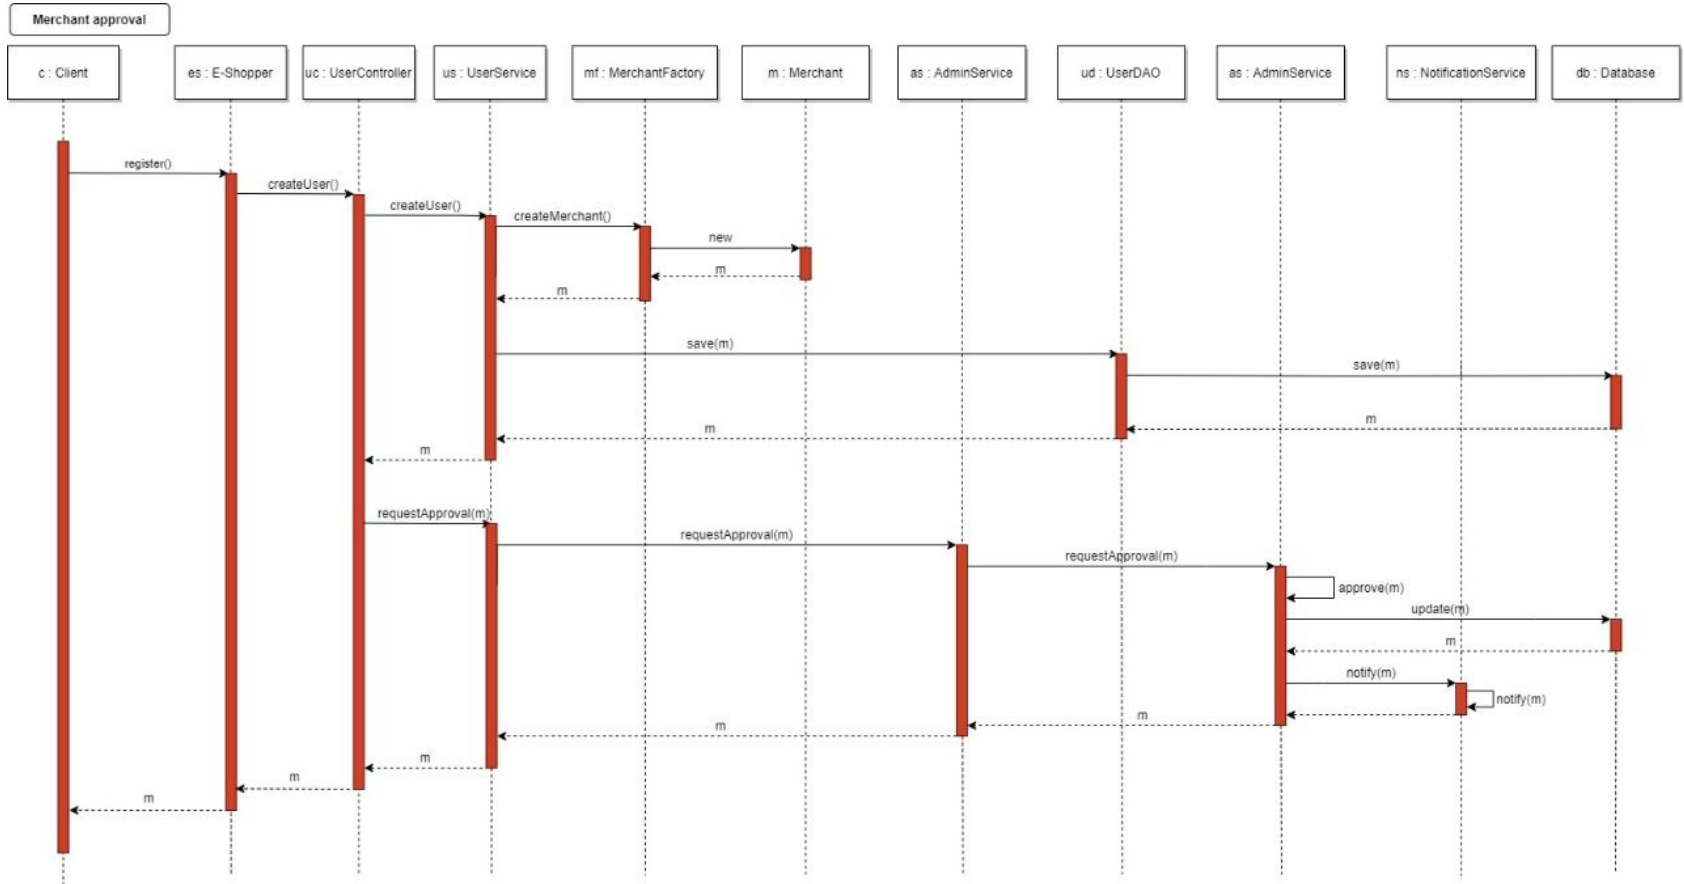 Merchant approval
c : Client
es : E-Shopper
uc : UserController
us : UserService
mf : MerchantFactory
m : Merchant
as : AdminService
ud : UserDAO
as : AdminService
ns : NotificationService
db : Database
register()
createUser()
createUser()
createMerchant()
new
m
m
save(m)
save(m)
m
m
m
requestApproval(m)
requestApproval(m)
requestApproval(m)
approve(m)
update(m)
m
notify(m)
notify(m)
m
m
m
m
m